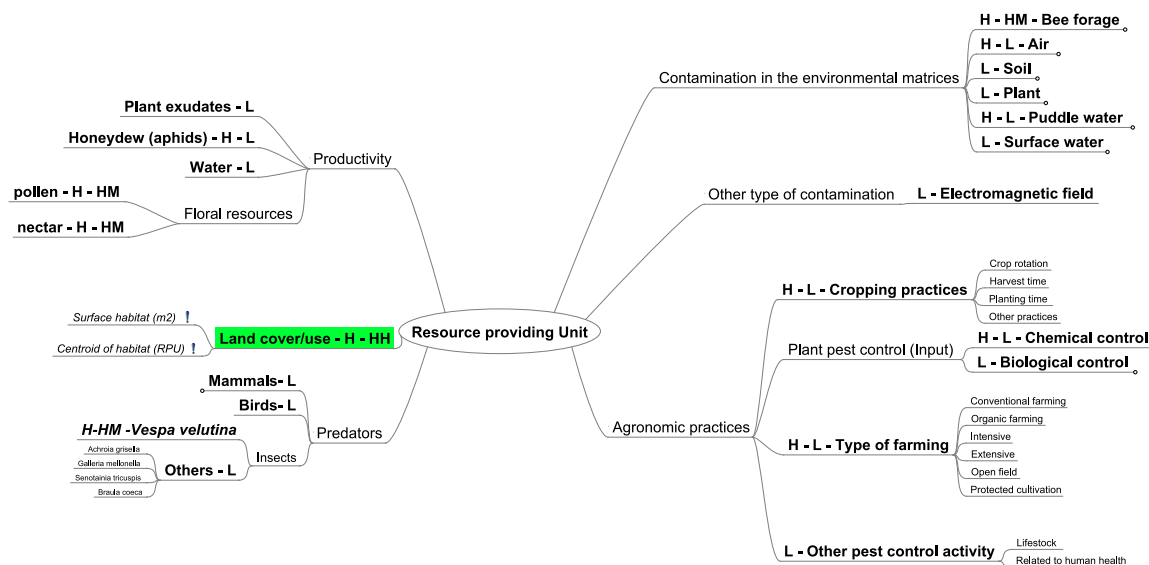 Plant exudates - L
Honeydew (aphids) - H - L
Water - L
Productivity
pollen - H - HM
nectar - H - HM
Floral resources
Surface habitat (m2)
Centroid of habitat (RPU)
Land cover/use - H - HH
Mammals- L
Birds- L
Predators
H-HM -Vespa velutina
Insects
Achroia grisella
Galleria mellonella
Senotainia tricuspis
Braula coeca
Others - L
Resource providing Unit
Contamination in the environmental matrices
H - HM - Bee forage
H - L - Air
L - Soil
L - Plant
H - L - Puddle water
L - Surface water
Other type of contamination
L - Electromagnetic field
Agronomic practices
H - L - Cropping practices
Crop rotation
Harvest time
Planting time
Other practices
Plant pest control (Input)
H - L - Chemical control
L - Biological control
H - L - Type of farming
Conventional farming
Organic farming
Intensive
Extensive
Open field
Protected cultivation
L - Other pest control activity
Lifestock
Related to human health